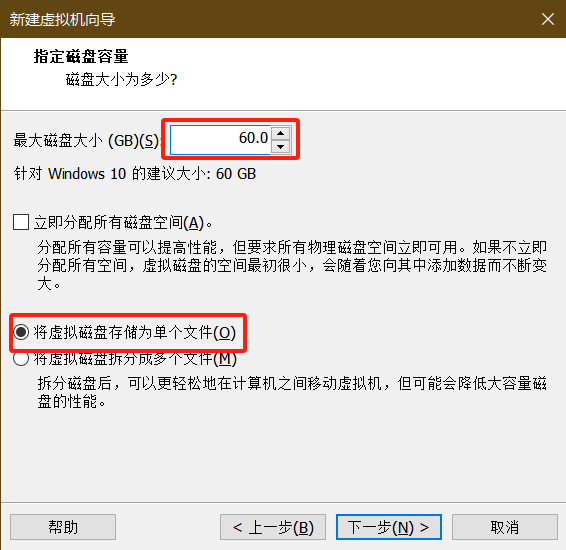 新建虚拟机向导
指定磁盘容量
磁盘大小为多少?
最大磁盘大小 (GB)(S): 60.0
针对 Windows 10 的建议大小: 60 GB
立即分配所有磁盘空间(A)。
分配所有容量可以提高性能，但要求所有物理磁盘空间立即可用。如果不立即
分配所有空间，虚拟磁盘的空间最初很小，会随着您向其中添加数据而不断变
大。
将虚拟磁盘存储为单个文件(O)
将虚拟磁盘拆分成多个文件(M)
拆分磁盘后，可以更轻松地在计算机之间移动虚拟机，但可能会降低大容量磁
盘的性能。
帮助 < 上一步(B) 下一步(N) > 取消